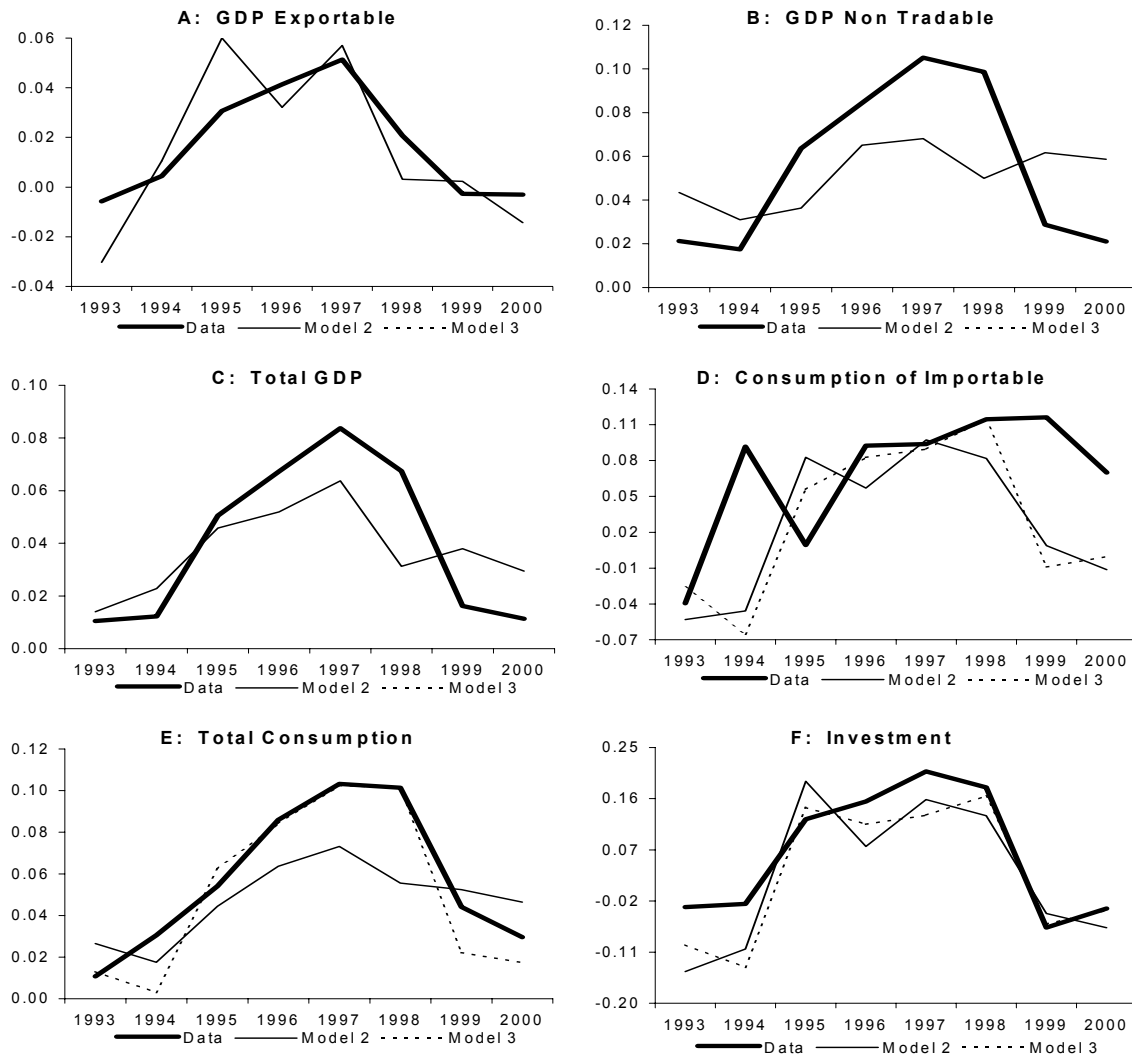 A: GDP Exportable
0.06
0.04
0.02
0.00
-0.02
-0.04
1993 1994 1995 1996 1997 1998 1999 2000
Data Model 2 Model 3
B: GDP Non Tradable
0.12
0.10
0.08
0.06
0.04
0.02
0.00
1993 1994 1995 1996 1997 1998 1999 2000
Data Model 2 Model 3
C: Total GDP
0.10
0.08
0.06
0.04
0.02
0.00
1993 1994 1995 1996 1997 1998 1999 2000
Data Model 2 Model 3
D: Consumption of Importable
0.14
0.11
0.08
0.05
0.02
-0.01
-0.04
-0.07
1993 1994 1995 1996 1997 1998 1999 2000
Data Model 2 Model 3
E: Total Consumption
0.12
0.10
0.08
0.06
0.04
0.02
0.00
1993 1994 1995 1996 1997 1998 1999 2000
Data Model 2 Model 3
F: Investment
0.25
0.16
0.07
-0.02
-0.11
-0.20
1993 1994 1995 1996 1997 1998 1999 2000
Data Model 2 Model 3